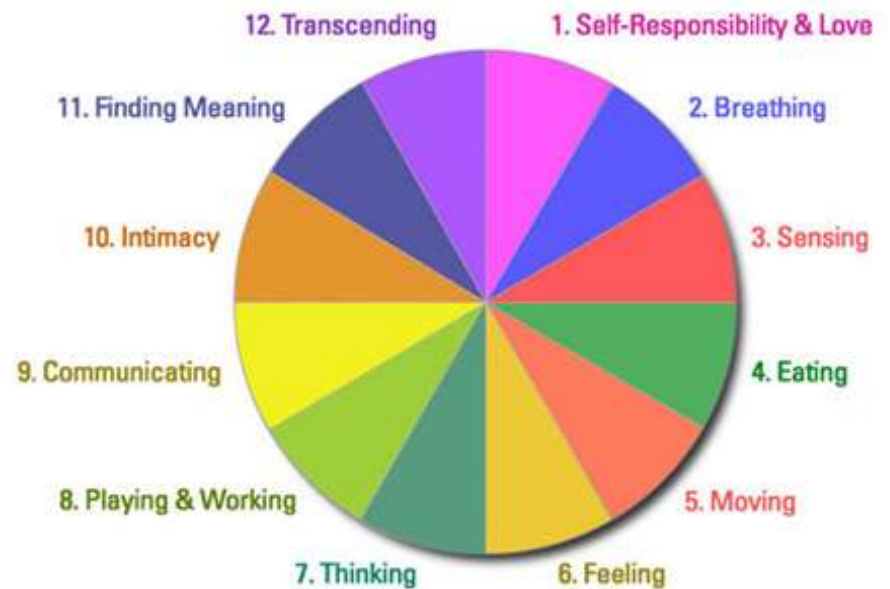 1. Self-Responsibility & Love
2. Breathing
3. Sensing
4. Eating
5. Moving
6. Feeling
7. Thinking
8. Playing & Working
9. Communicating
10. Intimacy
11. Finding Meaning
12. Transcending